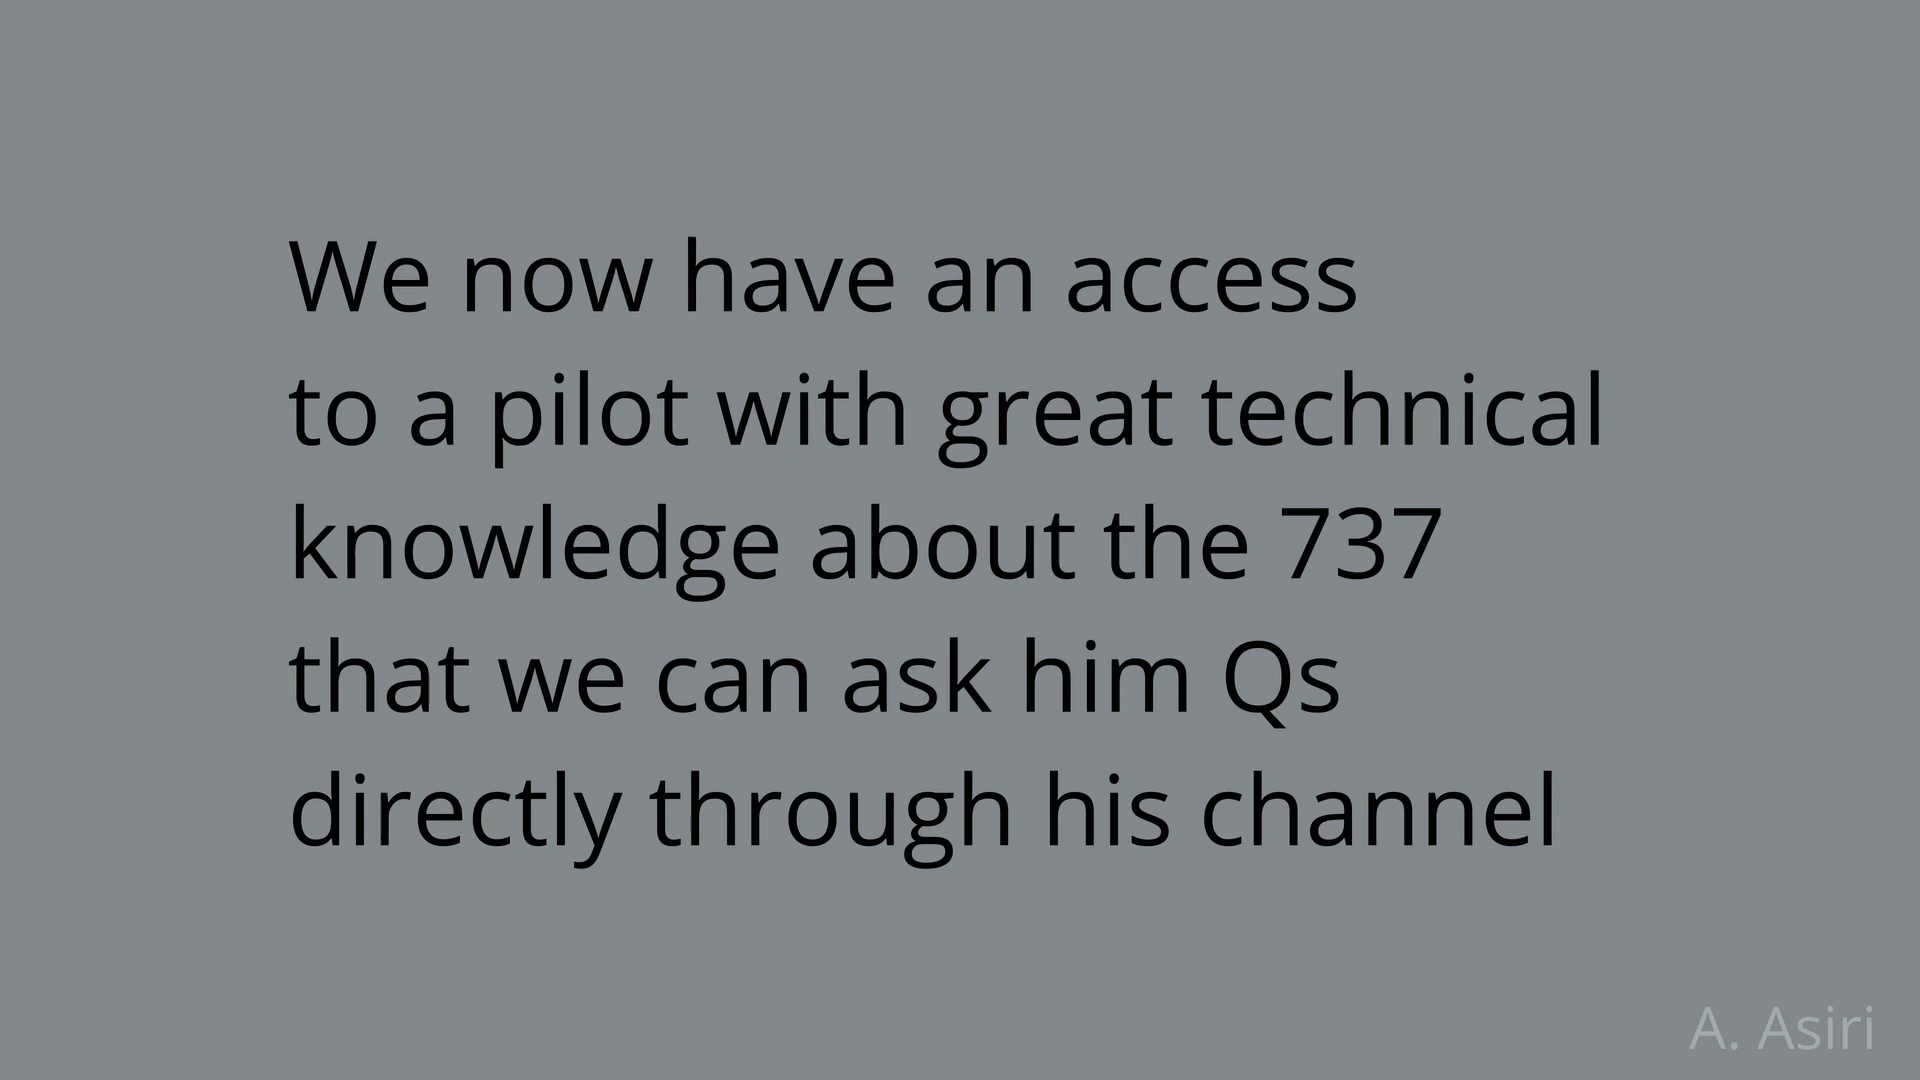 We now have an access
to a pilot with great technical
knowledge about the 737
that we can ask him Qs
directly through his channel
A. Asiri